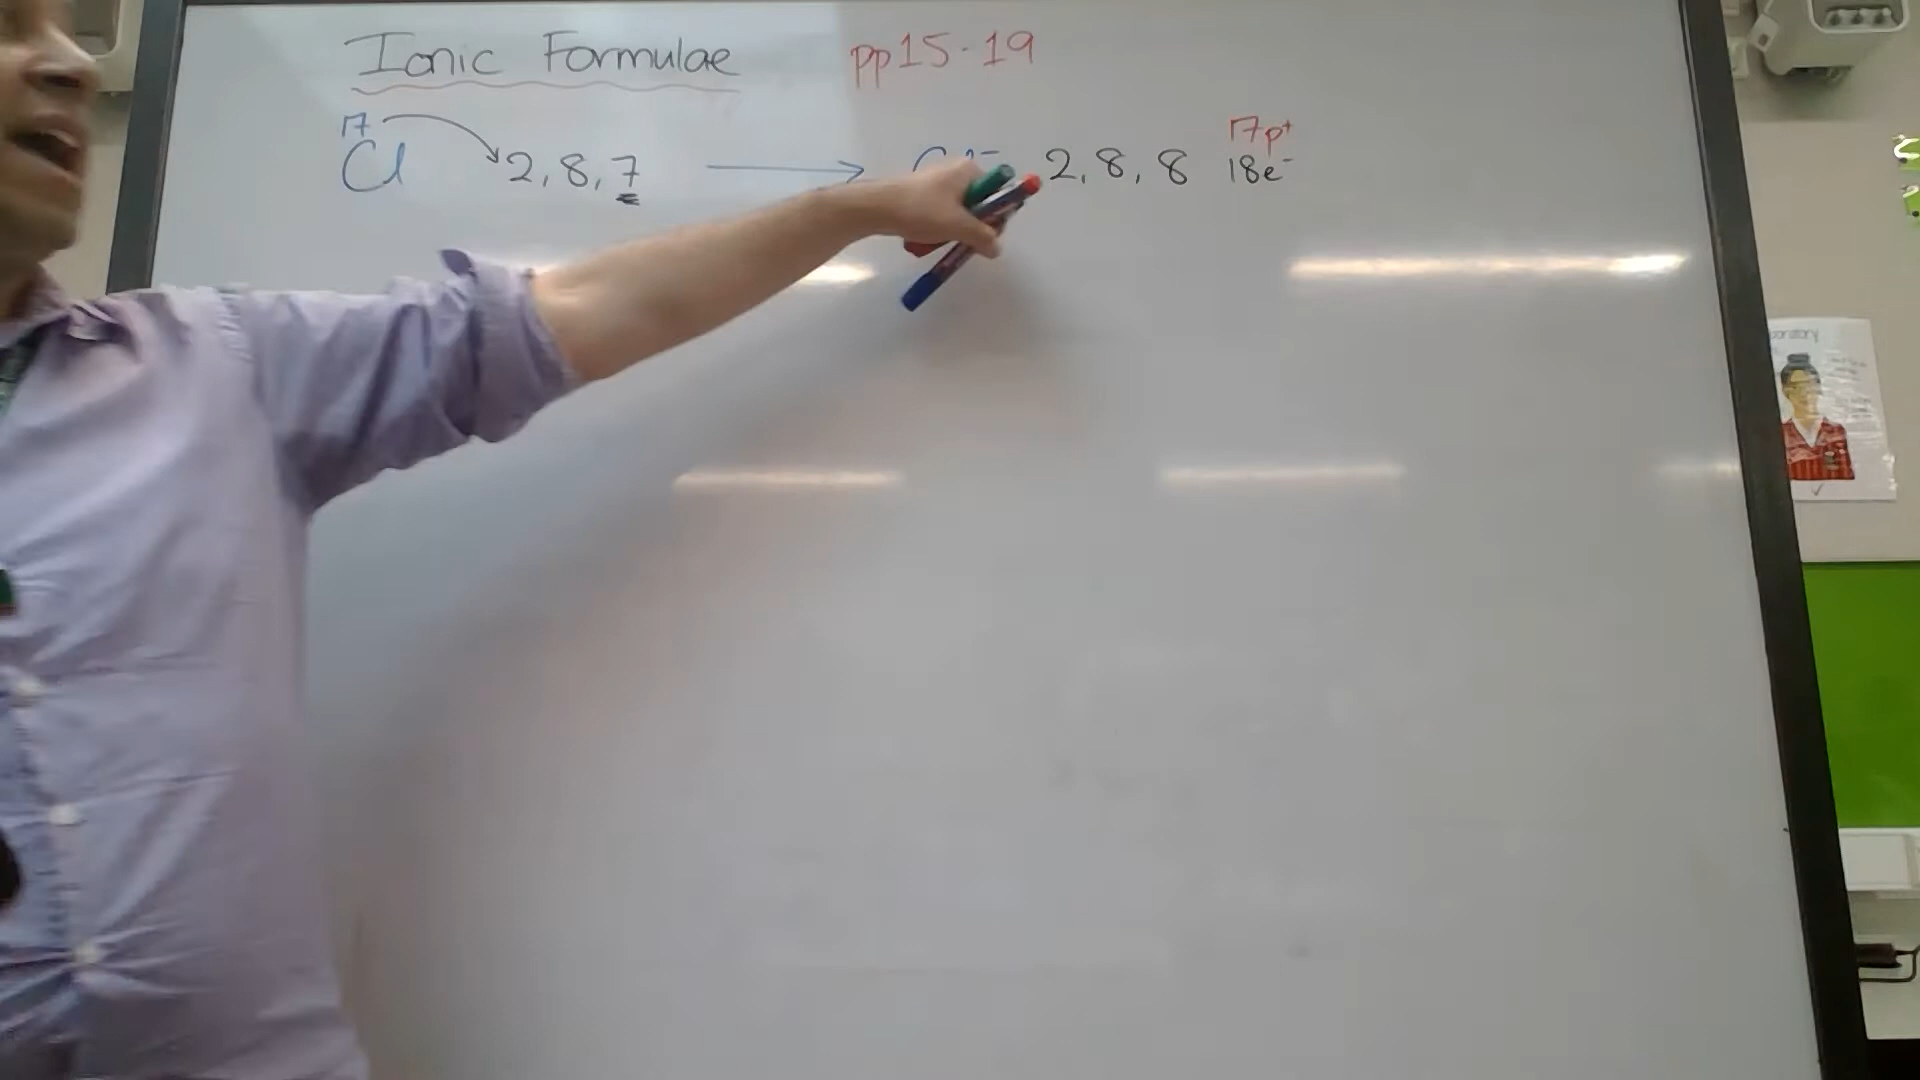 Ionic Formulae pp15-19
17 17p⁺
Cl 2,8,7 → 2,8,8 18e⁻